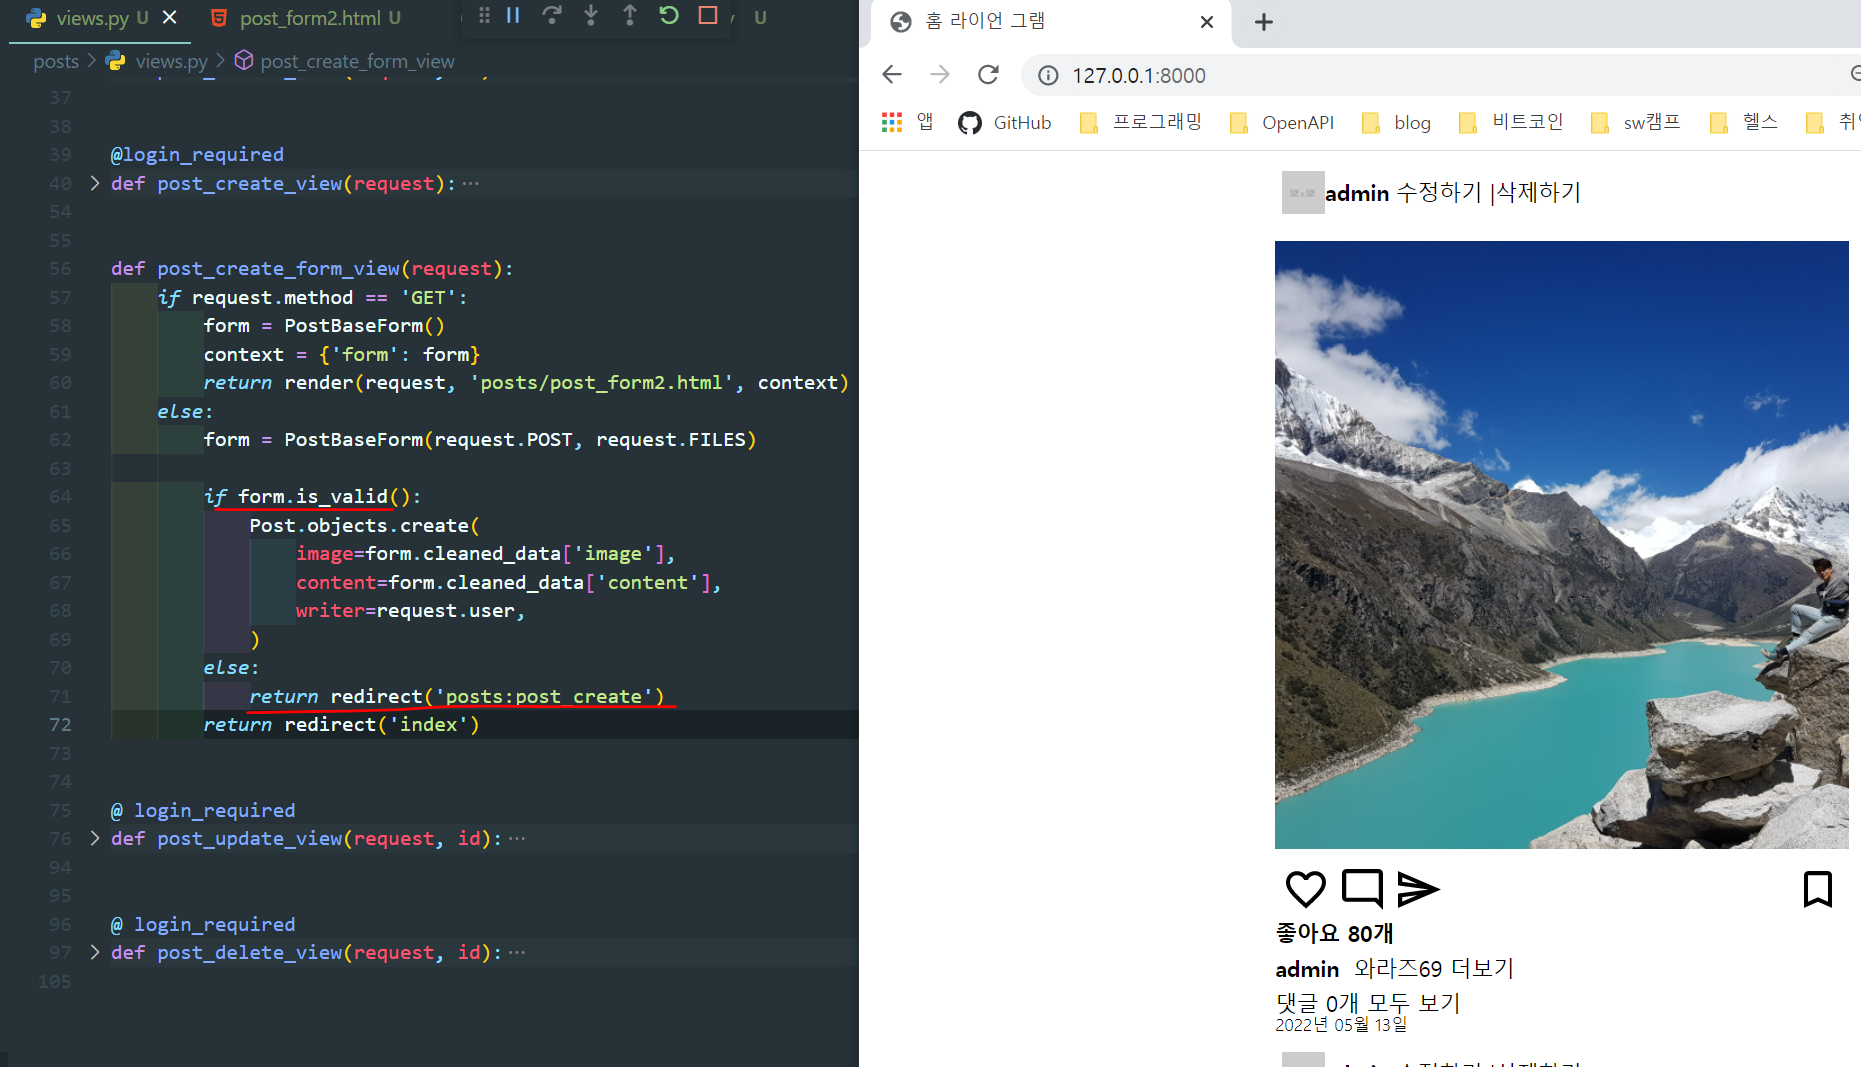 views.py U
post_form2.html U
U
posts > views.py > post_create_form_view
37
38
39 @login_required
40 def post_create_view(request):···
54
55
56 def post_create_form_view(request):
57 if request.method == 'GET':
58 form = PostBaseForm()
59 context = {'form': form}
60 return render(request, 'posts/post_form2.html', context)
61 else:
62 form = PostBaseForm(request.POST, request.FILES)
63
64 if form.is_valid():
65 Post.objects.create(
66 image=form.cleaned_data['image'],
67 content=form.cleaned_data['content'],
68 writer=request.user,
69 )
70 else:
71 return redirect('posts:post_create')
72 return redirect('index')
73
74
75 @ login_required
76 def post_update_view(request, id):···
94
95
96 @ login_required
97 def post_delete_view(request, id):···
105
홈 라이언 그램
127.0.0.1:8000
앱 GitHub 프로그래밍 OpenAPI blog 비트코인 sw캠프 헬스
admin 수정하기 |삭제하기
좋아요 80개
admin 와라즈69 더보기
댓글 0개 모두 보기
2022년 05월 13일